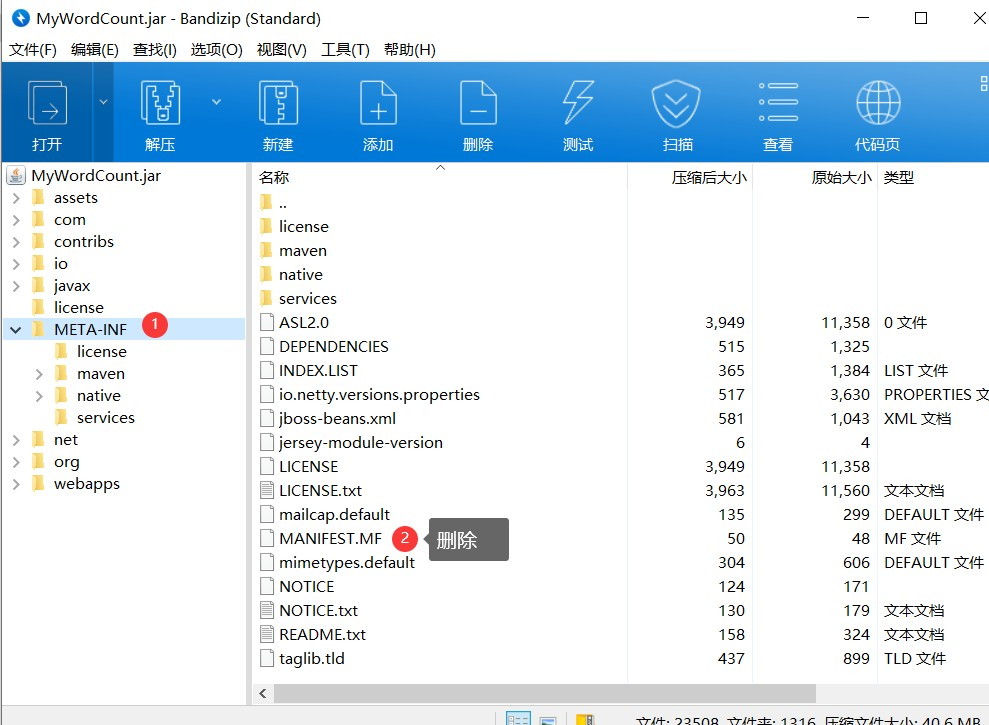 MyWordCount.jar - Bandizip (Standard)
文件(F) 编辑(E) 查找(I) 选项(O) 视图(V) 工具(T) 帮助(H)
打开 解压 新建 添加 删除 测试 扫描 查看 代码页
MyWordCount.jar
assets
com
contribs
io
javax
license
META-INF 1
license
maven
native
services
net
org
webapps
名称 压缩后大小 原始大小 类型
..
license
maven
native
services
ASL2.0 3,949 11,358 0 文件
DEPENDENCIES 515 1,325
INDEX.LIST 365 1,384 LIST 文件
io.netty.versions.properties 517 3,630 PROPERTIES 文
jboss-beans.xml 581 1,043 XML 文档
jersey-module-version 6 4
LICENSE 3,949 11,358
LICENSE.txt 3,963 11,560 文本文档
mailcap.default 135 299 DEFAULT 文件
MANIFEST.MF 2 删除 50 48 MF 文件
mimetypes.default 304 606 DEFAULT 文件
NOTICE 124 171
NOTICE.txt 130 179 文本文档
README.txt 158 324 文本文档
taglib.tld 437 899 TLD 文件
文件: 23508, 文件夹: 1316, 压缩文件大小: 40.6 MB